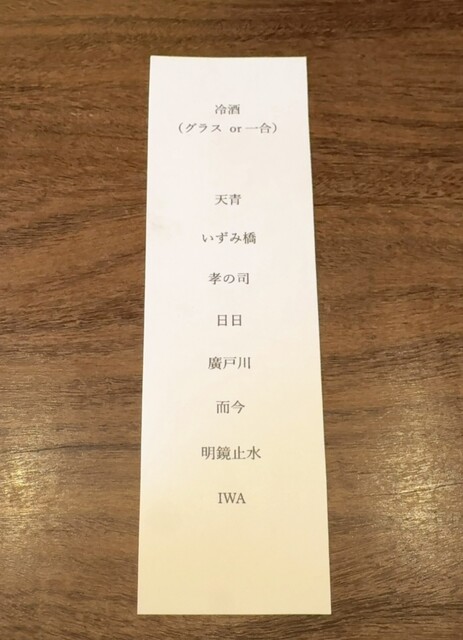 冷酒
(グラス or 一合)
天青
いずみ橋
孝の司
日日
廣戸川
而今
明鏡止水
IWA